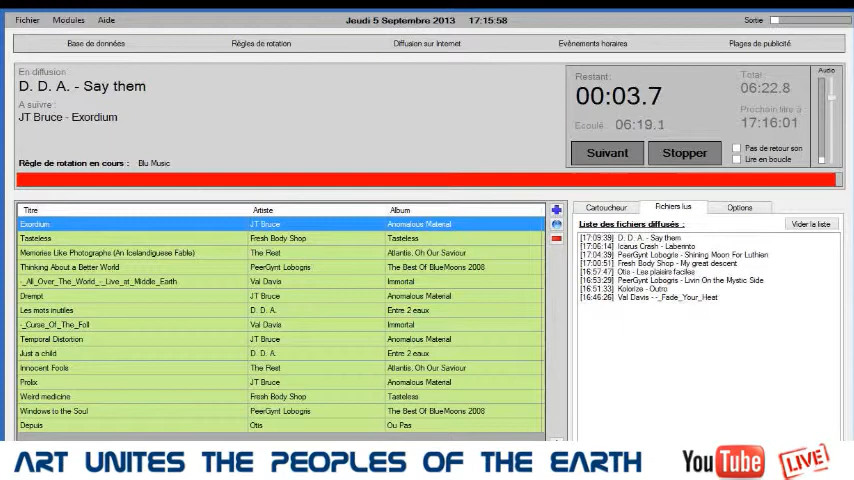 Fichier Modules Aide Jeudi 5 Septembre 2013 17:15:58 Sortie
Base de données Règles de rotation Diffusion sur Internet Evènements horaires Plages de publicité
En diffusion
D. D. A. - Say them
A suivre :
JT Bruce - Exordium
Règle de rotation en cours : Blu Music
Restant :
00:03.7
Ecoulé : 06:19.1
Total :
06:22.8
Prochain titre à
17:16:01
Audio
Suivant Stopper
Pas de retour son
Lire en boucle
Titre Artiste Album
Exordium JT Bruce Anomalous Material
Tasteless Fresh Body Shop Tasteless
Memories Like Photographs (An Icelandiguese Fable) The Rest Atlantis, Oh Our Saviour
Thinking About a Better World PeerGynt Lobogris The Best Of BlueMoons 2008
-_All_Over_The_World_-_Live_at_Middle_Earth Val Davis Immortal
Drempt JT Bruce Anomalous Material
Les mots inutiles D. D. A. Entre 2 eaux
-_Curse_Of_The_Foll Val Davis Immortal
Temporal Distortion JT Bruce Anomalous Material
Just a child D. D. A. Entre 2 eaux
Innocent Fools The Rest Atlantis, Oh Our Saviour
Prolix JT Bruce Anomalous Material
Weird medicine Fresh Body Shop Tasteless
Windows to the Soul PeerGynt Lobogris The Best Of BlueMoons 2008
Depuis Otis Ou Pas
Cartoucheur Fichiers lus Options
Liste des fichiers diffusés : Vider la liste
[17:09:39] D. D. A. - Say them
[17:06:14] Icarus Crash - Laberinto
[17:04:39] PeerGynt Lobogris - Shining Moon For Luthien
[17:00:51] Fresh Body Shop - My great descent
[16:57:47] Otis - Les plaisirs faciles
[16:53:29] PeerGynt Lobogris - Livin On the Mystic Side
[16:51:33] Kolorize - Outro
[16:46:26] Val Davis - -_Fade_Your_Heat
ART UNITES THE PEOPLES OF THE EARTH YouTube LIVE